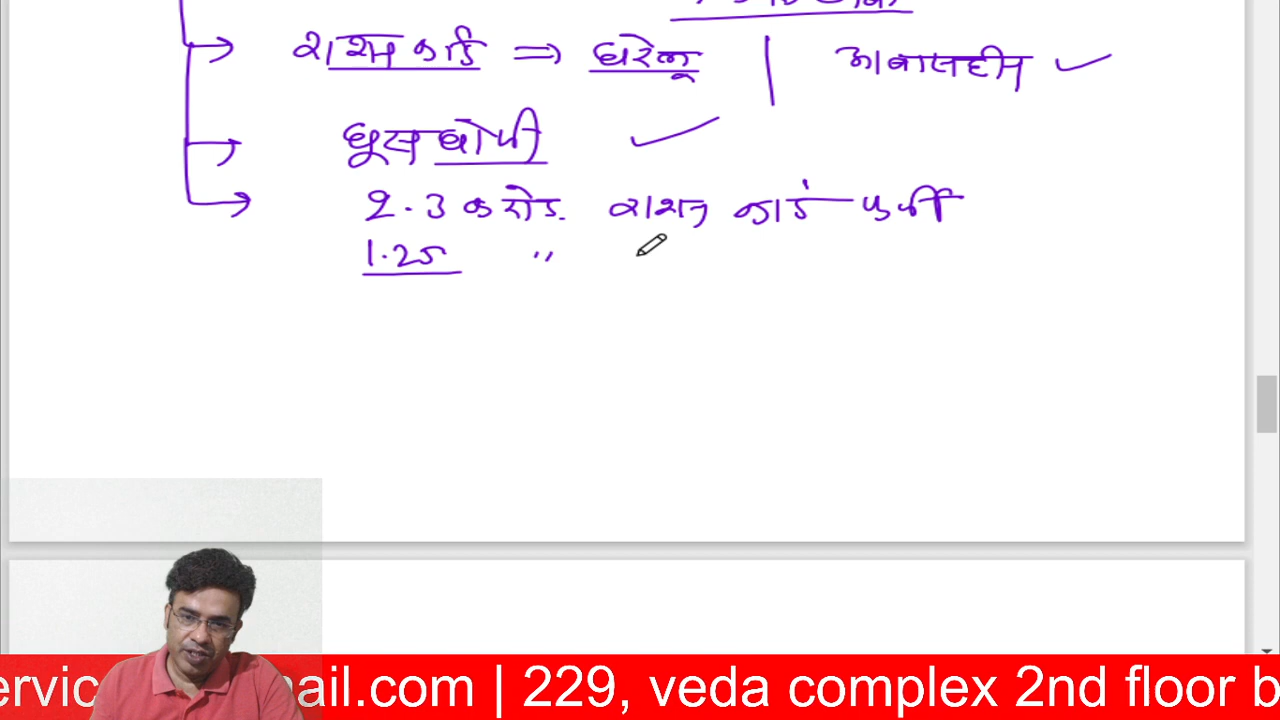 राशन कार्ड ⇒ घरेलू | आवासहीन ✓
घूसखोरी ✓
2.3 करोड. राशन कार्ड फर्जी
1.25 "
ervic ail.com | 229, veda complex 2nd floor b